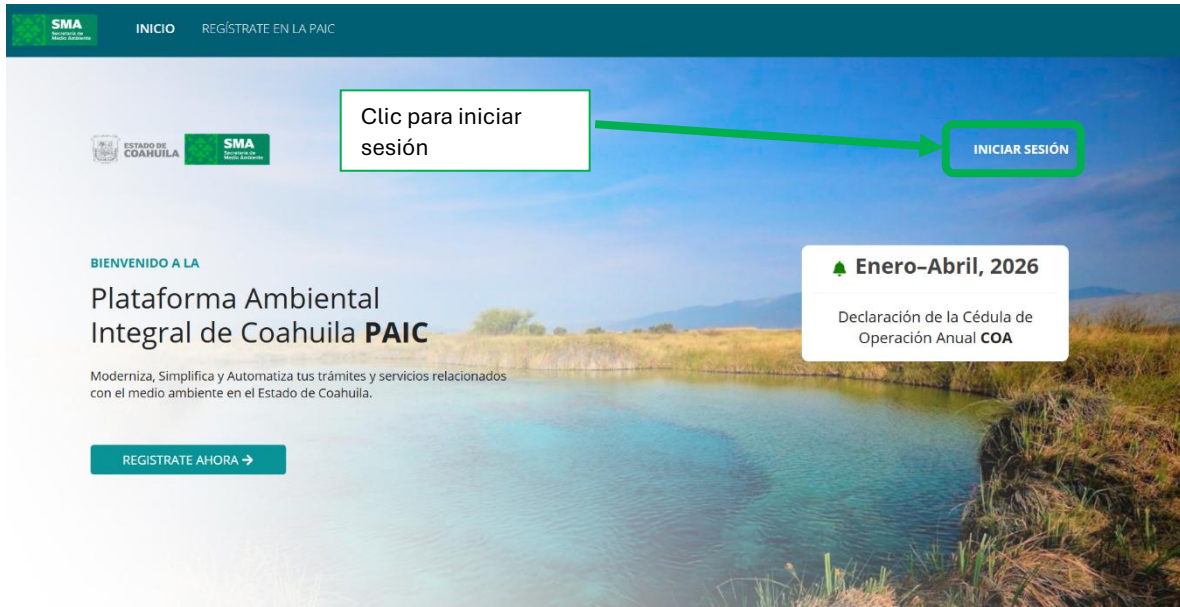 SMA
Secretaría de
Medio Ambiente
INICIO
REGÍSTRATE EN LA PAIC
Clic para iniciar
sesión
ESTADO DE
COAHUILA
SMA
Secretaría de
Medio Ambiente
INICIAR SESIÓN
BIENVENIDO A LA
Plataforma Ambiental
Integral de Coahuila PAIC
Moderniza, Simplifica y Automatiza tus trámites y servicios relacionados
con el medio ambiente en el Estado de Coahuila.
REGISTRATE AHORA →
Enero–Abril, 2026
Declaración de la Cédula de
Operación Anual COA